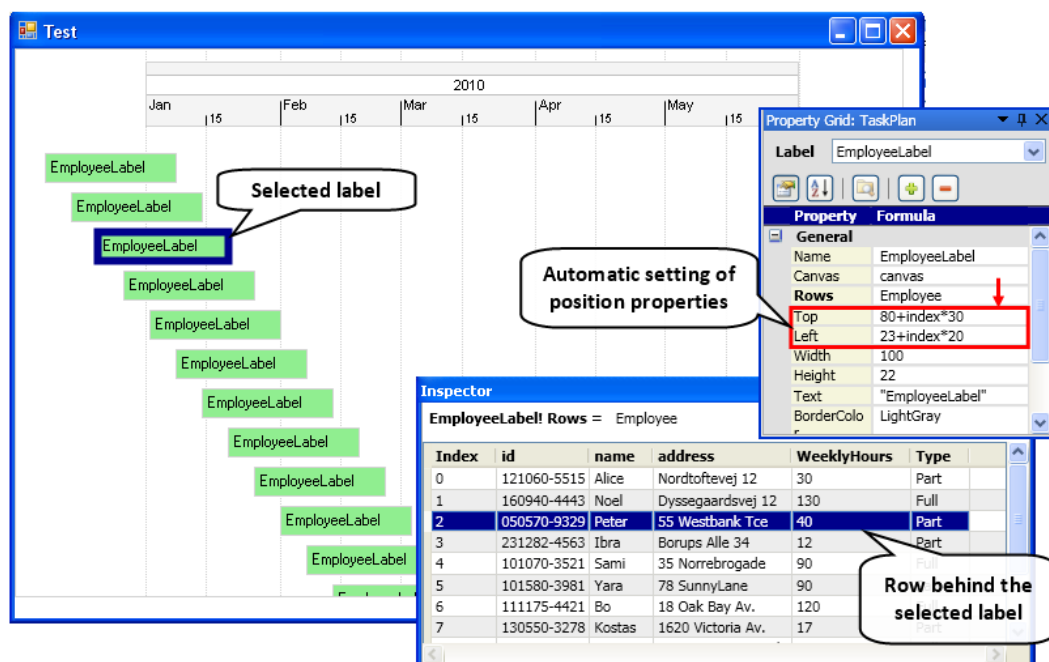 Test
2010
Jan 15 Feb 15 Mar 15 Apr 15 May 15
EmployeeLabel
EmployeeLabel
EmployeeLabel
EmployeeLabel
EmployeeLabel
EmployeeLabel
EmployeeLabel
EmployeeLabel
EmployeeLabel
EmployeeLabel
EmployeeLabel
Selected label
Automatic setting of
position properties
Property Grid: TaskPlan
Label EmployeeLabel
Property Formula
General
Name EmployeeLabel
Canvas canvas
Rows Employee
Top 80+index*30
Left 23+index*20
Width 100
Height 22
Text "EmployeeLabel"
BorderColo LightGray
Inspector
EmployeeLabel! Rows = Employee
Index id name address WeeklyHours Type
0 121060-5515 Alice Nordtoftevej 12 30 Part
1 160940-4443 Noel Dyssegaardsvej 12 130 Full
2 050570-9329 Peter 55 Westbank Tce 40 Part
3 231282-4563 Ibra Borups Alle 34 12 Part
4 101070-3521 Sami 35 Norrebrogade 90 Full
5 101580-3981 Yara 78 SunnyLane 90
6 111175-4421 Bo 18 Oak Bay Av. 120
7 130550-3278 Kostas 1620 Victoria Av. 17 Part
Row behind the
selected label